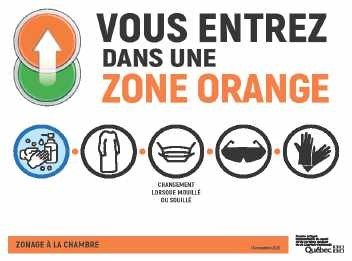 VOUS ENTREZ
DANS UNE
ZONE ORANGE
CHANGEMENT
LORSQUE MOUILLÉ
OU SOUILLÉ
ZONAGE À LA CHAMBRE
Québec